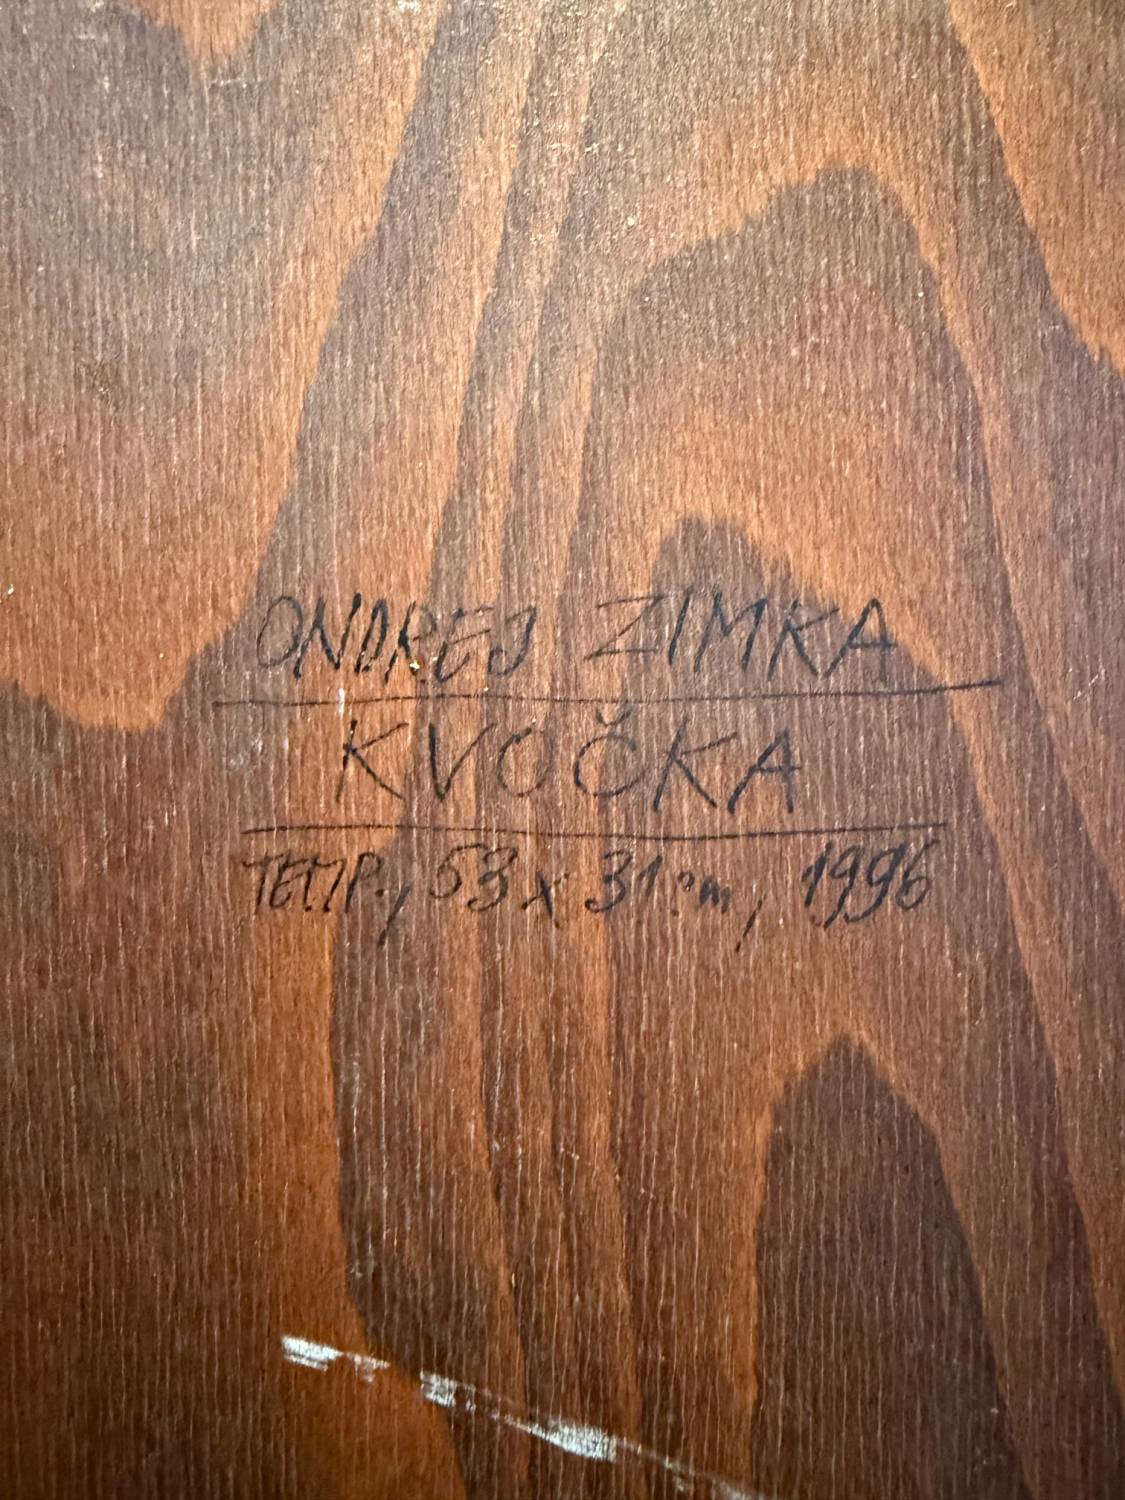 ONDREJ ZIMKA
KVOČKA
TEMP., 53 x 31 cm, 1996